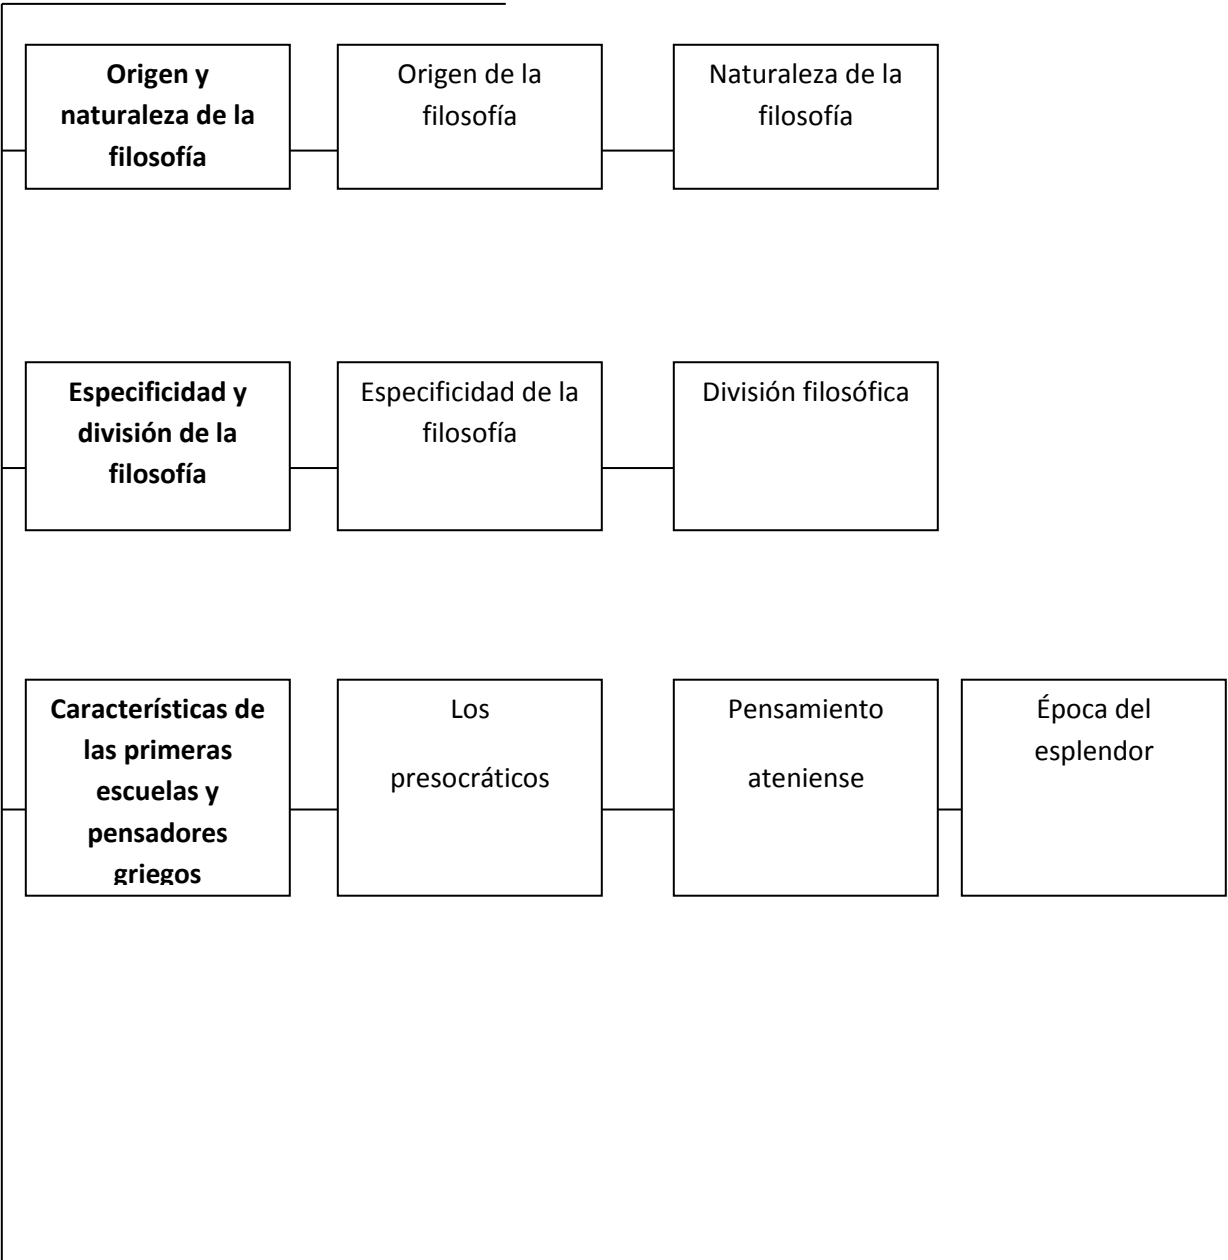 Origen y
naturaleza de la
filosofía
Origen de la
filosofía
Naturaleza de la
filosofía
Especificidad y
división de la
filosofía
Especificidad de la
filosofía
División filosófica
Características de
las primeras
escuelas y
pensadores
griegos
Los
presocráticos
Pensamiento
ateniense
Época del
esplendor